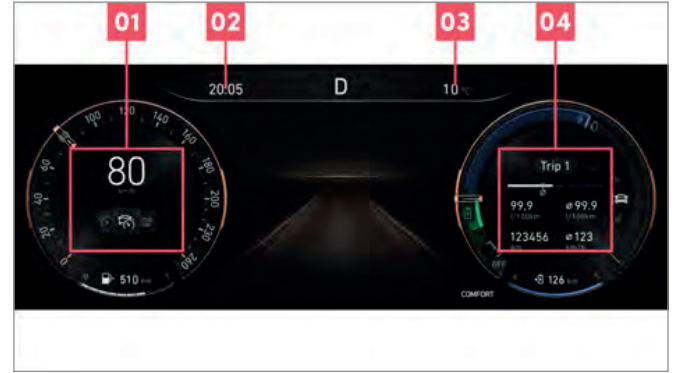 01 02 03 04
20:05 D 10 °C
0 20 40 60 100 120 140 160 180 200 220 260
80
km/h
510 km
Trip 1
99,9 ⌀ 99.9
l/100km l/100km
123456 ⌀ 123
km km/h
OFF
COMFORT
126 km